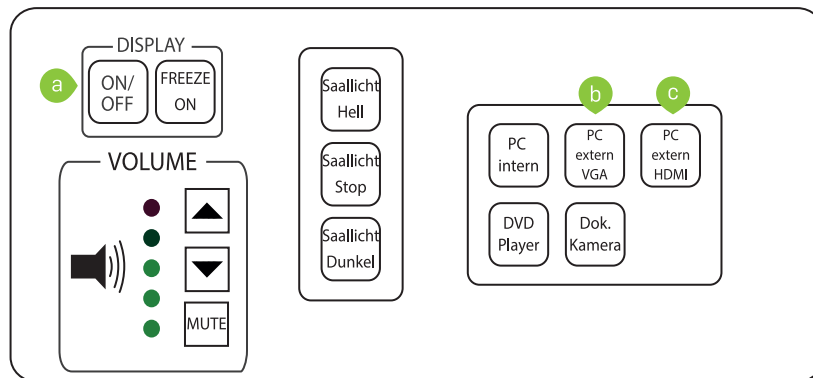 DISPLAY
a
ON/
OFF
FREEZE
ON
VOLUME
MUTE
Saallicht
Hell
Saallicht
Stop
Saallicht
Dunkel
b
c
PC
intern
PC
extern
VGA
PC
extern
HDMI
DVD
Player
Dok.
Kamera